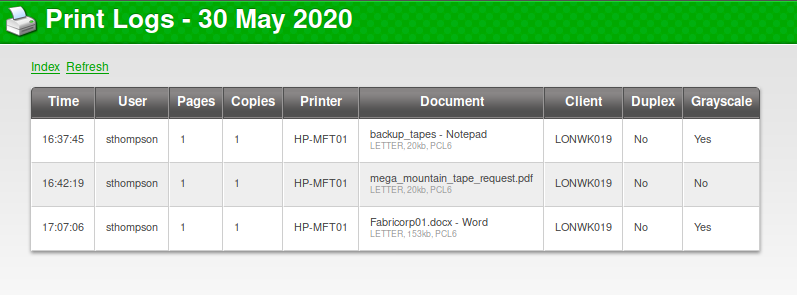 Print Logs - 30 May 2020
Index Refresh
Time User Pages Copies Printer Document Client Duplex Grayscale
16:37:45 sthompson 1 1 HP-MFT01 backup_tapes - Notepad LONWK019 No Yes
LETTER, 20kb, PCL6
16:42:19 sthompson 1 1 HP-MFT01 mega_mountain_tape_request.pdf LONWK019 No No
LETTER, 20kb, PCL6
17:07:06 sthompson 1 1 HP-MFT01 Fabricorp01.docx - Word LONWK019 No Yes
LETTER, 153kb, PCL6